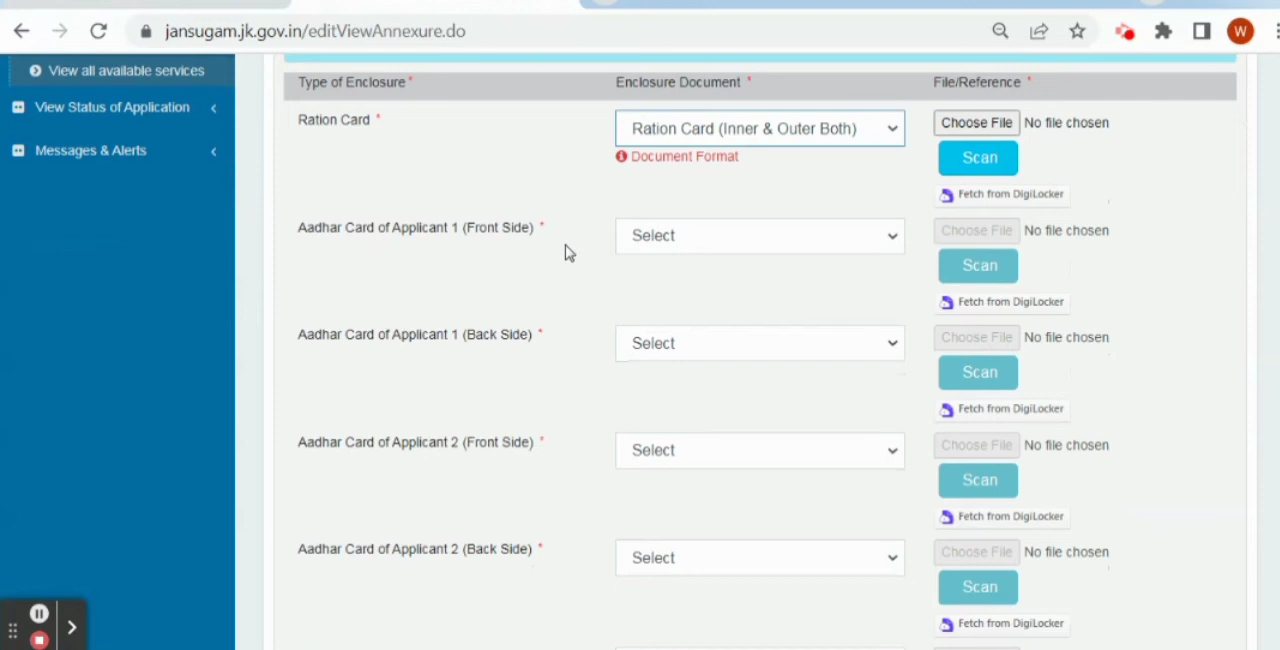 jansugam.jk.gov.in/editViewAnnexure.do
W
View all available services
View Status of Application
Messages & Alerts
Type of Enclosure * Enclosure Document * File/Reference *
Ration Card * Ration Card (Inner & Outer Both) Choose File No file chosen
Document Format Scan
Fetch from DigiLocker
Aadhar Card of Applicant 1 (Front Side) * Select Choose File No file chosen
Scan
Fetch from DigiLocker
Aadhar Card of Applicant 1 (Back Side) * Select Choose File No file chosen
Scan
Fetch from DigiLocker
Aadhar Card of Applicant 2 (Front Side) * Select Choose File No file chosen
Scan
Fetch from DigiLocker
Aadhar Card of Applicant 2 (Back Side) * Select Choose File No file chosen
Scan
Fetch from DigiLocker